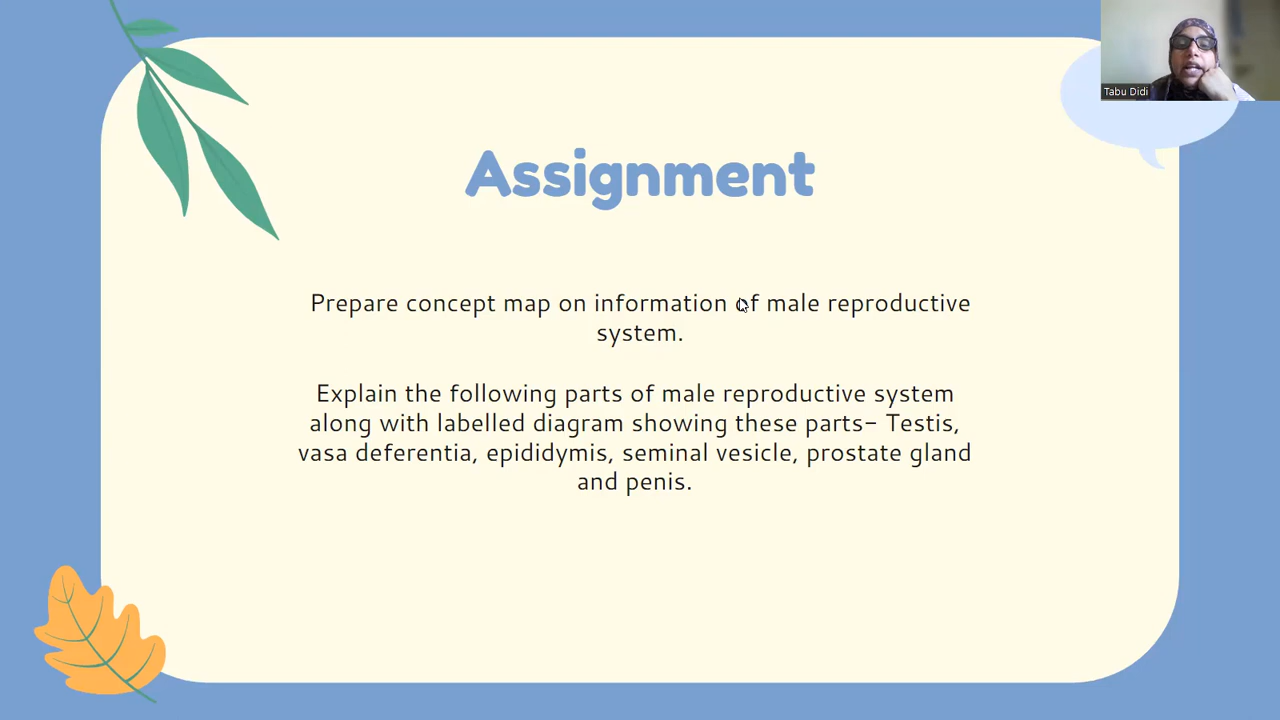 Tabu Didi
Assignment
Prepare concept map on information of male reproductive
system.
Explain the following parts of male reproductive system
along with labelled diagram showing these parts- Testis,
vasa deferentia, epididymis, seminal vesicle, prostate gland
and penis.